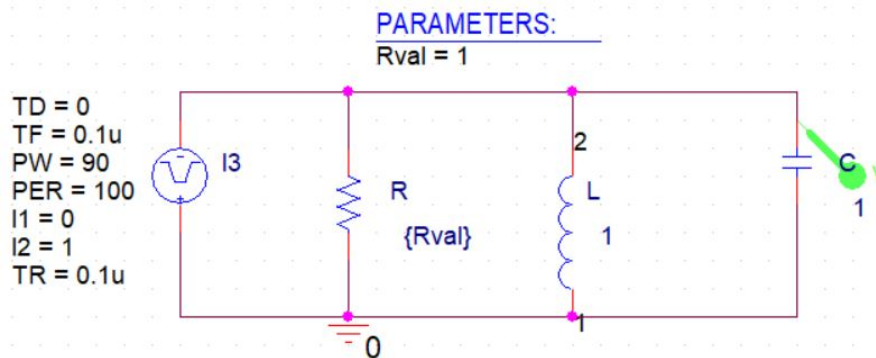 PARAMETERS:
Rval = 1
TD = 0
TF = 0.1u
PW = 90
PER = 100
I1 = 0
I2 = 1
TR = 0.1u
I3
R
{Rval}
2
L
1
1
C
1
0